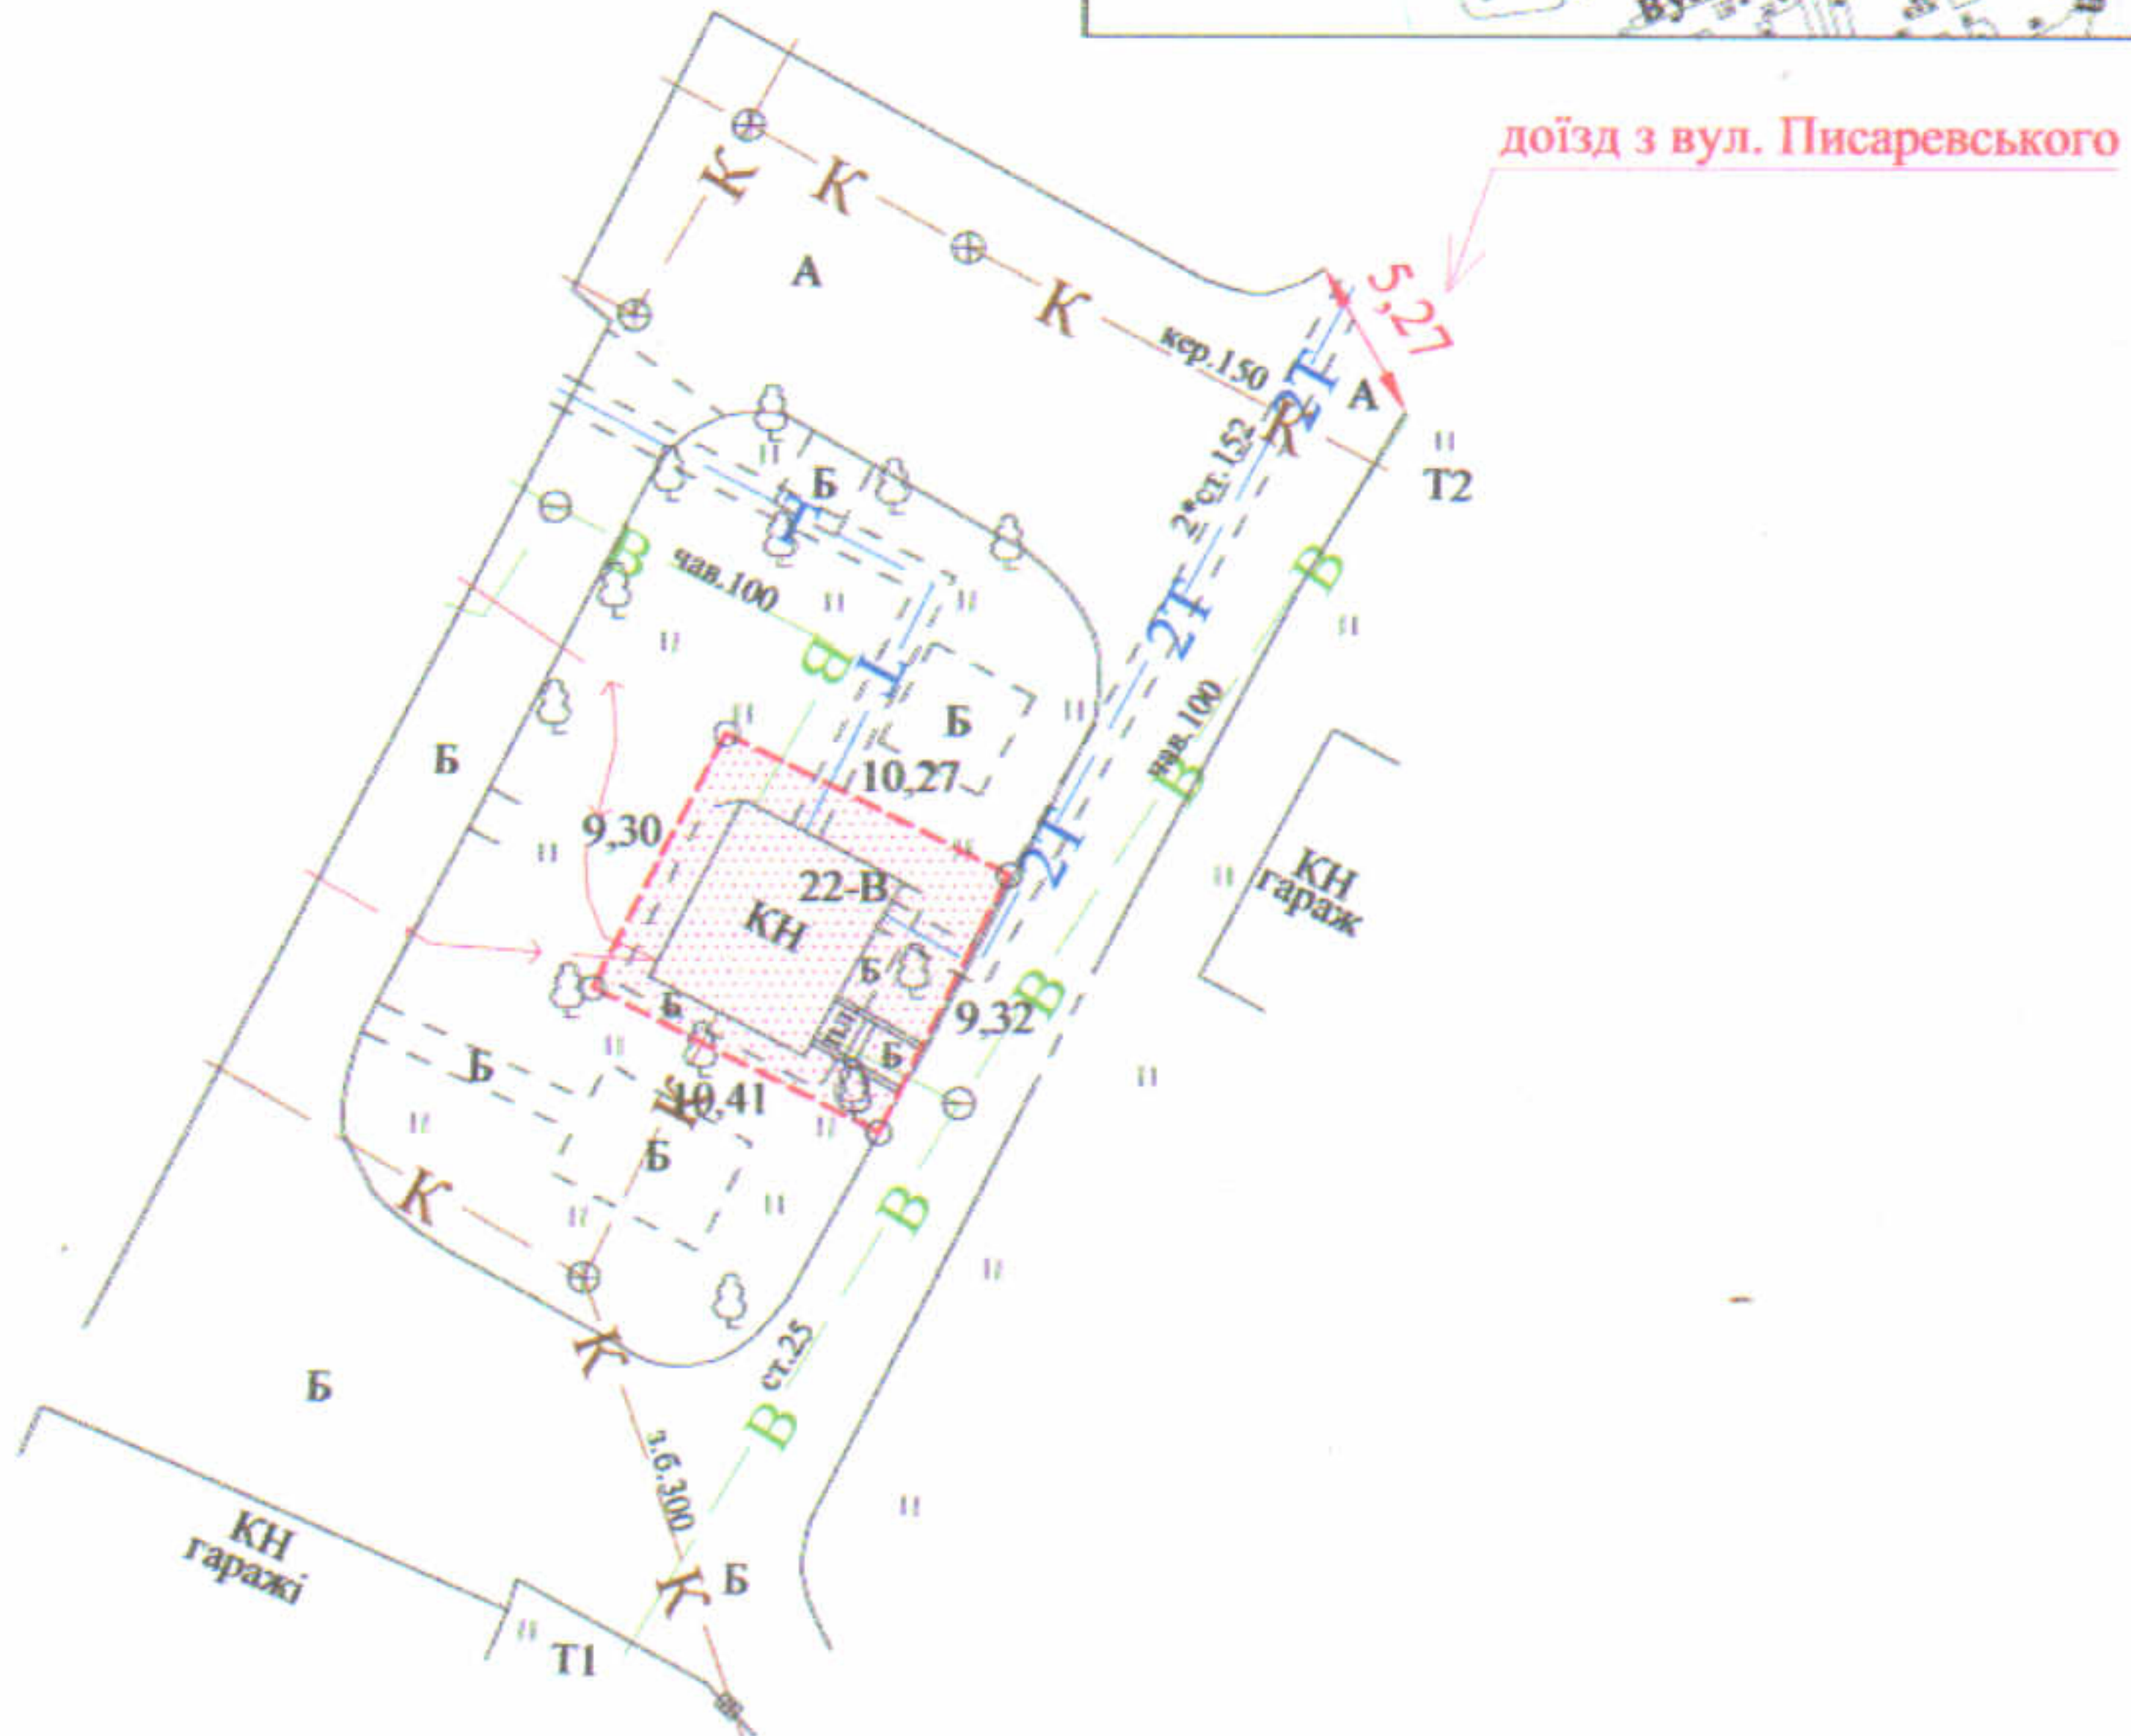 доїзд з вул. Писаревського
5,27
К
К
А
К
кер.150
2Т
А
К
2*ст.152
Т2
Б
Т
В
чав.100
В
2Т
В
Т
Б
чав.100
Б
В
10,27
9,30
2Т
22-В
КН
КН
гараж
Б
В
9,32
Б
пл
Б
Б
К
10,41
Б
К
В
К
ст.25
Б
В
з.б.300
КН
гаражі
К
Б
Т1